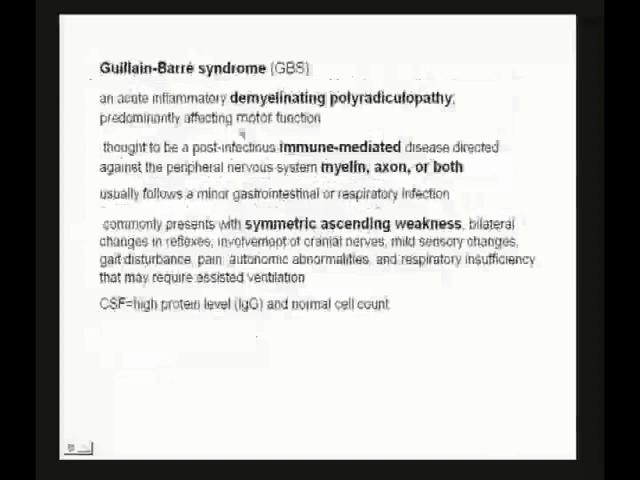 Guillain-Barré syndrome (GBS)
an acute inflammatory demyelinating polyradiculopathy,
predominantly affecting motor function
thought to be a post-infectious immune-mediated disease directed
against the peripheral nervous system myelin, axon, or both
usually follows a minor gastrointestinal or respiratory infection
commonly presents with symmetric ascending weakness, bilateral
changes in reflexes, involvement of cranial nerves, mild sensory changes,
gait disturbance, pain, autonomic abnormalities, and respiratory insufficiency
that may require assisted ventilation
CSF=high protein level (IgG) and normal cell count